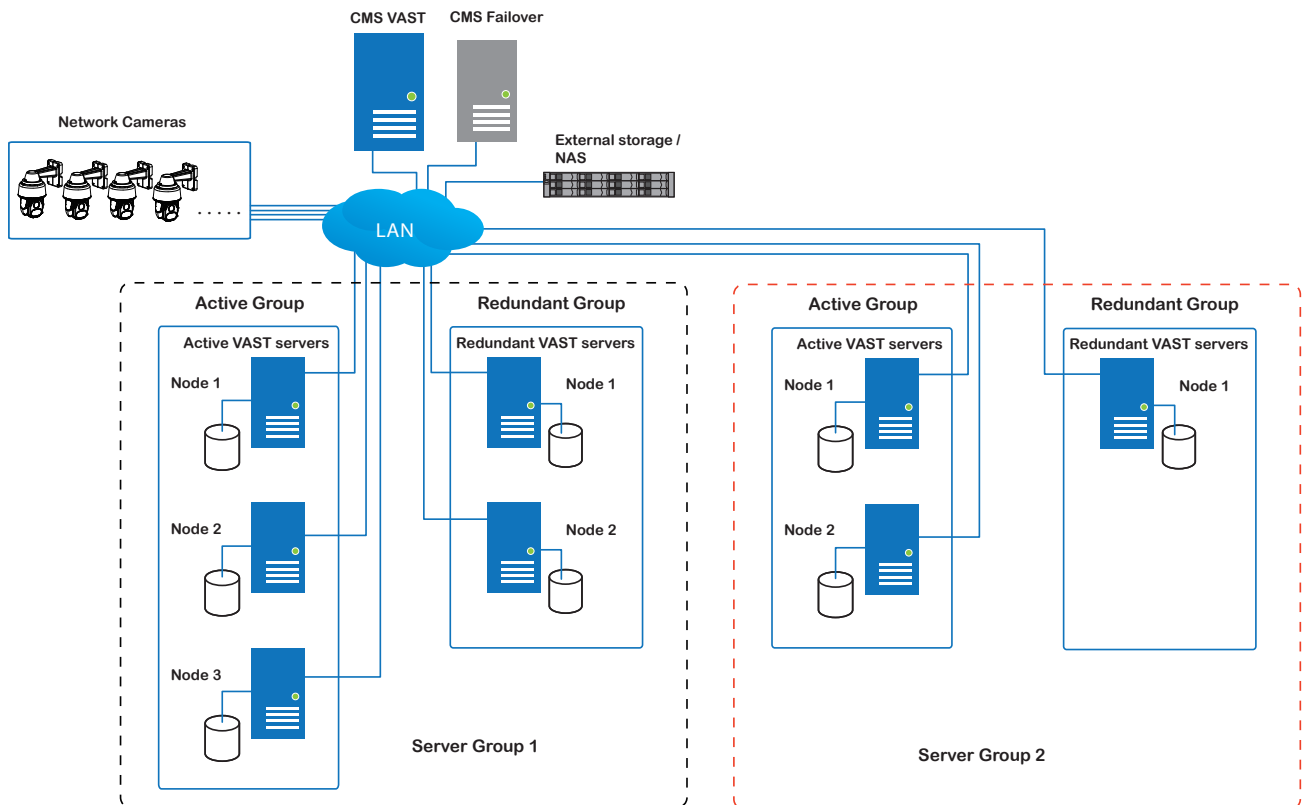 CMS VAST
CMS Failover
Network Cameras
External storage /
NAS
.....
LAN
Active Group
Redundant Group
Active VAST servers
Redundant VAST servers
Node 1
Node 1
Node 2
Node 2
Node 3
Server Group 1
Active Group
Redundant Group
Active VAST servers
Redundant VAST servers
Node 1
Node 1
Node 2
Server Group 2